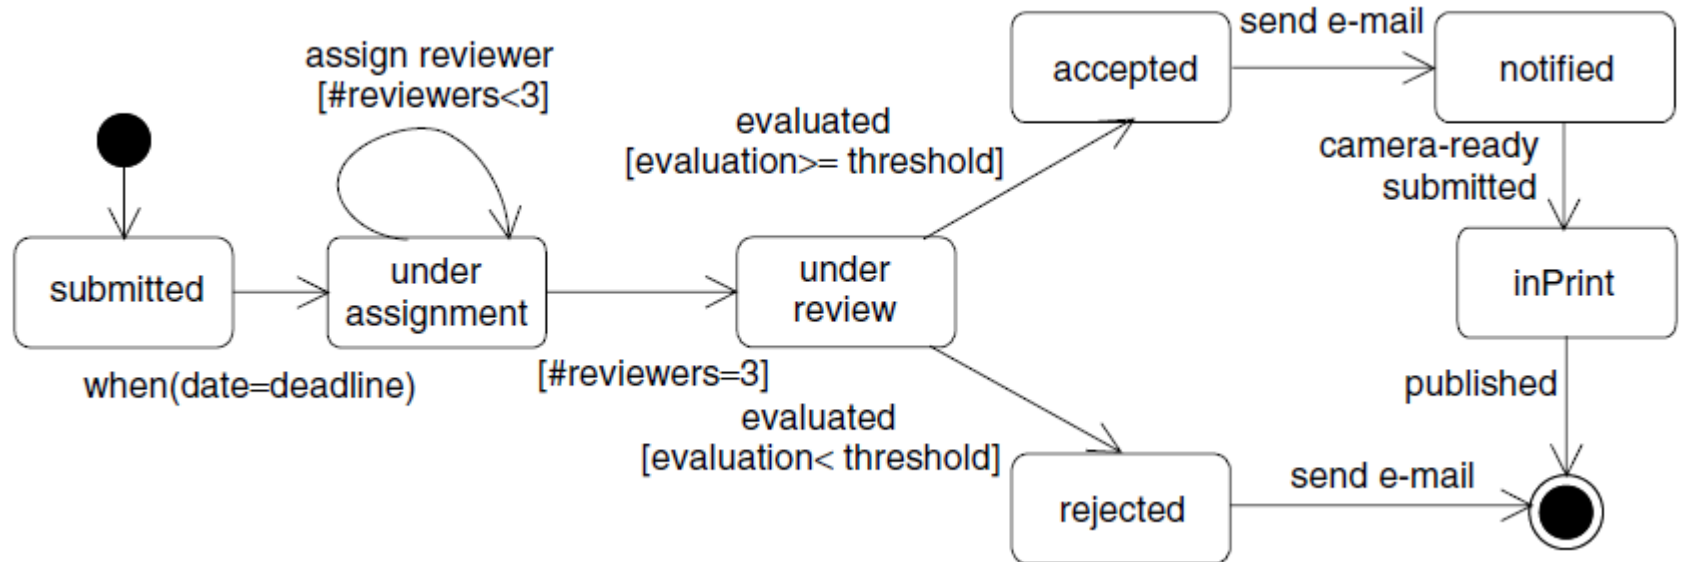 send e-mail
accepted
notified
assign reviewer
[#reviewers<3]
evaluated
[evaluation>= threshold]
camera-ready
submitted
submitted
under
assignment
under
review
inPrint
when(date=deadline)
[#reviewers=3]
published
evaluated
[evaluation< threshold]
send e-mail
rejected